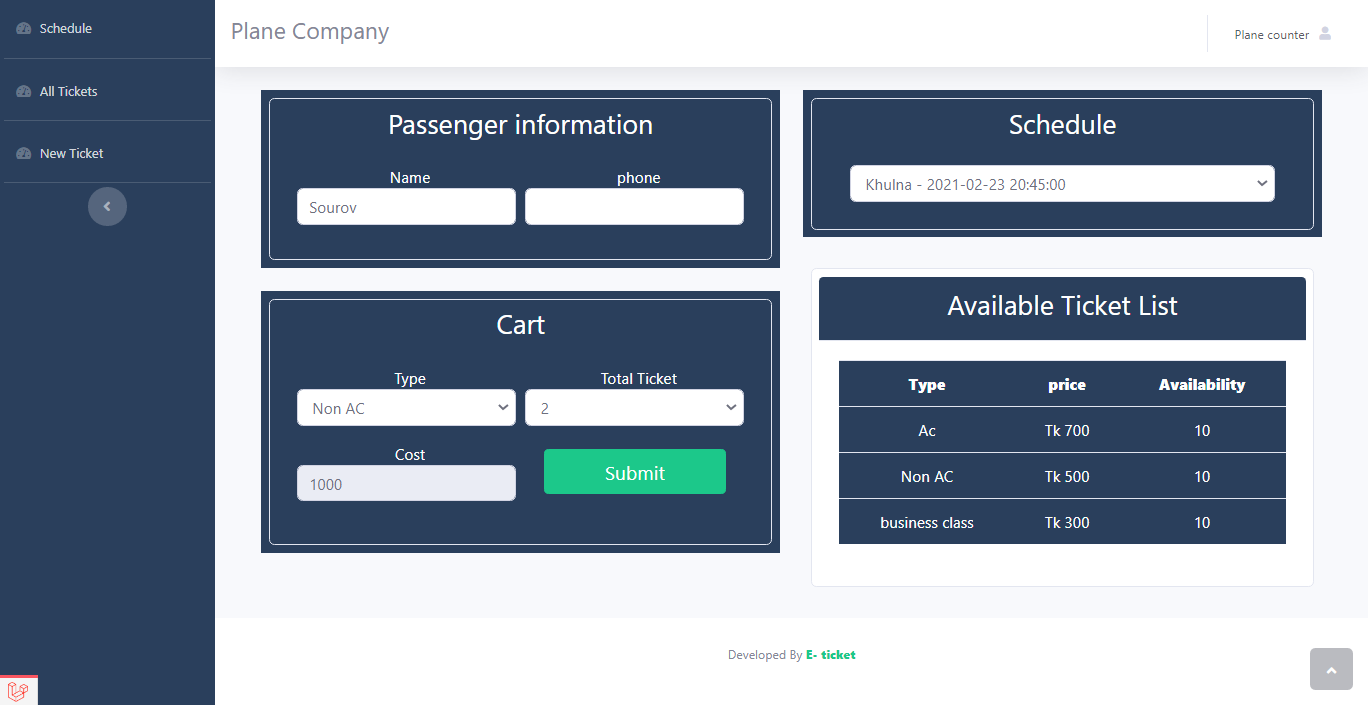 Schedule
All Tickets
New Ticket
Plane Company
Plane counter
Passenger information
Name phone
Sourov
Cart
Type Total Ticket
Non AC 2
Cost
1000 Submit
Schedule
Khulna - 2021-02-23 20:45:00
Available Ticket List
Type price Availability
Ac Tk 700 10
Non AC Tk 500 10
business class Tk 300 10
Developed By E- ticket